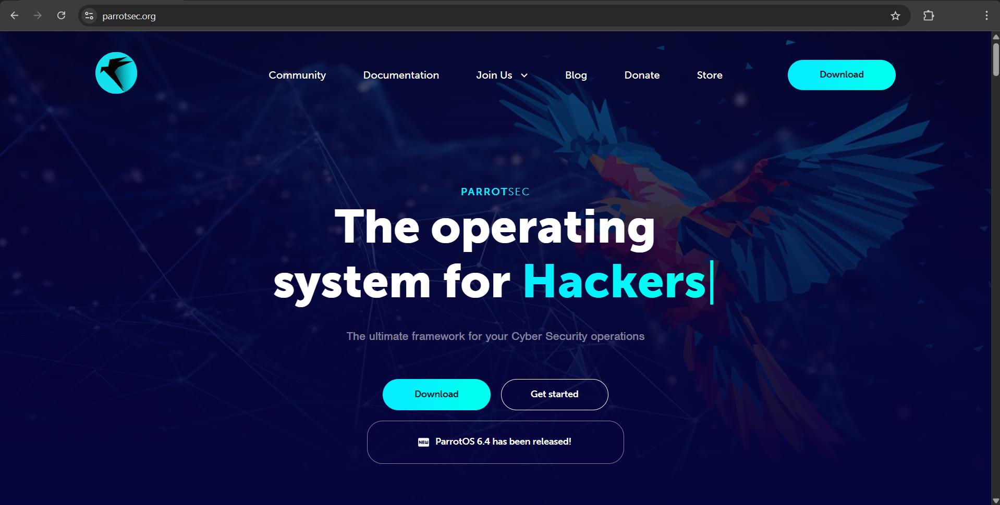 parrotsec.org
Community
Documentation
Join Us
Blog
Donate
Store
Download
PARROTSEC
The operating
system for Hackers
The ultimate framework for your Cyber Security operations
Download
Get started
NEW ParrotOS 6.4 has been released!